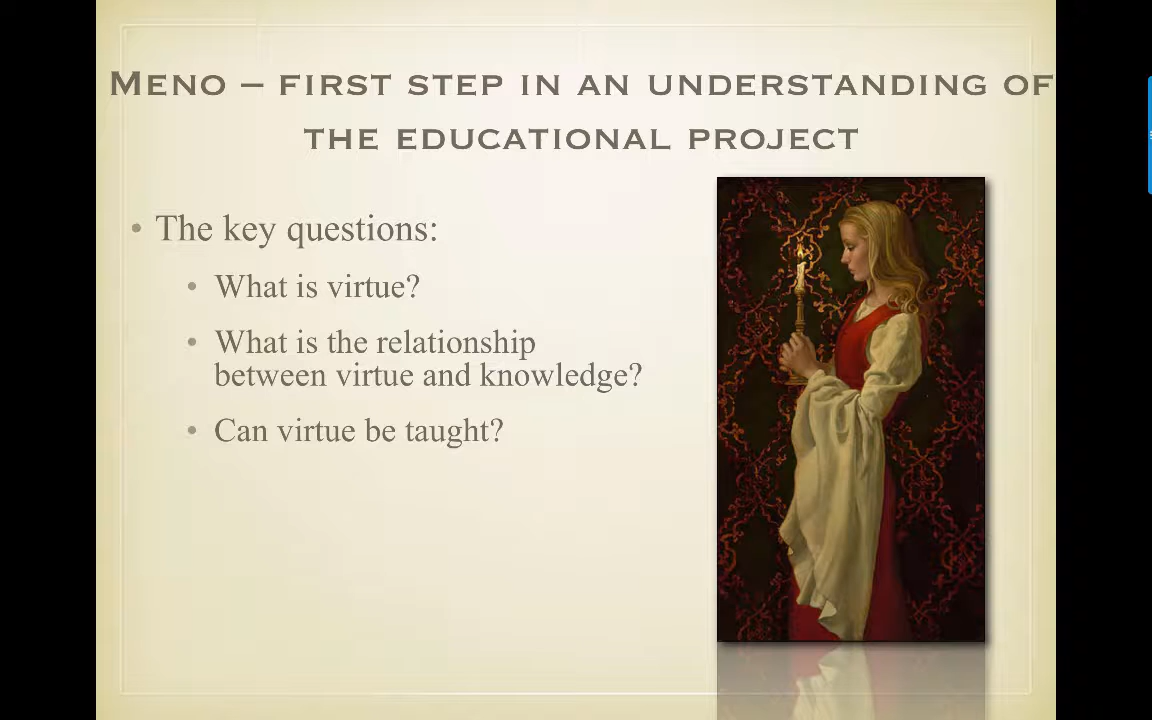 MENO – FIRST STEP IN AN UNDERSTANDING OF
THE EDUCATIONAL PROJECT
• The key questions:
• What is virtue?
• What is the relationship
between virtue and knowledge?
• Can virtue be taught?